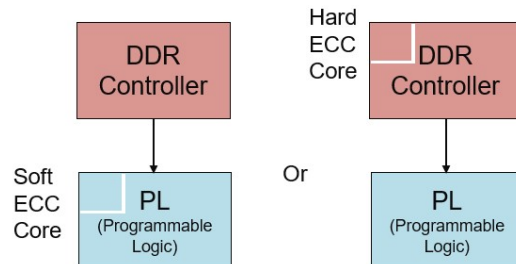 DDR
Controller
Soft
ECC
Core
PL
(Programmable
Logic)
Or
Hard
ECC
Core
DDR
Controller
PL
(Programmable
Logic)